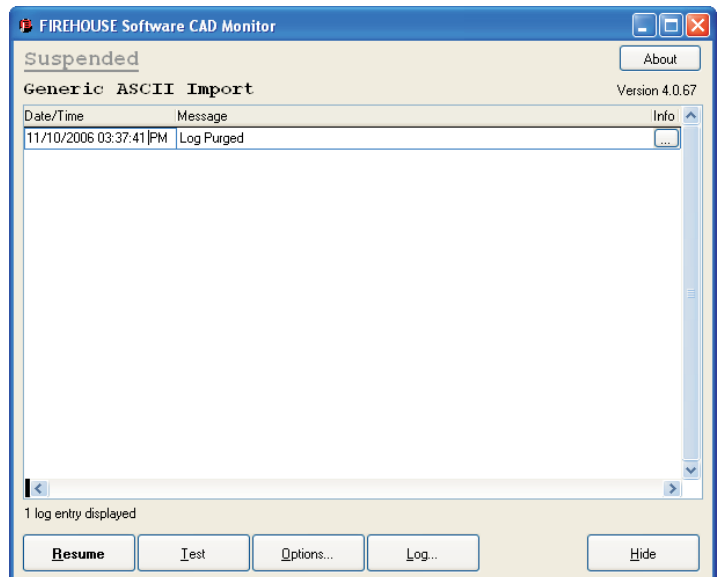 FIREHOUSE Software CAD Monitor
Suspended
About
Generic ASCII Import
Version 4.0.67
Date/Time Message Info
11/10/2006 03:37:41 PM Log Purged ...
1 log entry displayed
Resume Test Options... Log... Hide